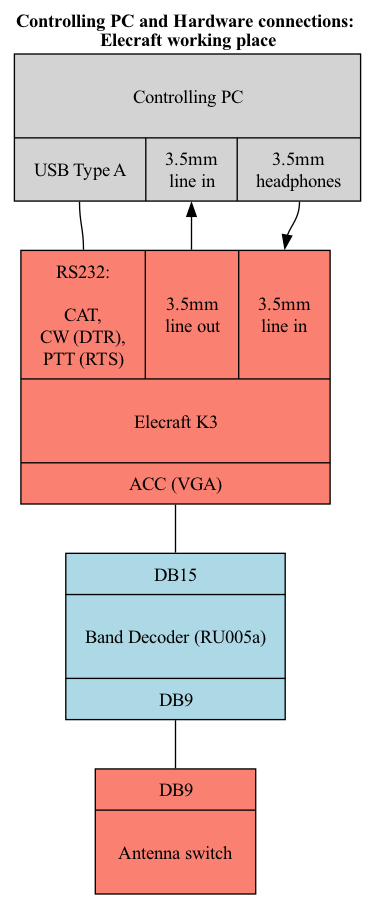 Controlling PC and Hardware connections:
Elecraft working place
Controlling PC
USB Type A
3.5mm
line in
3.5mm
headphones
RS232:
CAT,
CW (DTR),
PTT (RTS)
3.5mm
line out
3.5mm
line in
Elecraft K3
ACC (VGA)
DB15
Band Decoder (RU005a)
DB9
DB9
Antenna switch